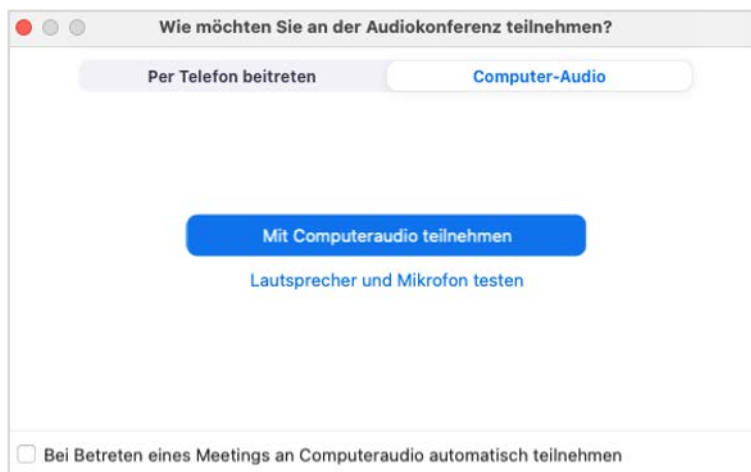 Wie möchten Sie an der Audiokonferenz teilnehmen?
Per Telefon beitreten
Computer-Audio
Mit Computeraudio teilnehmen
Lautsprecher und Mikrofon testen
Bei Betreten eines Meetings an Computeraudio automatisch teilnehmen